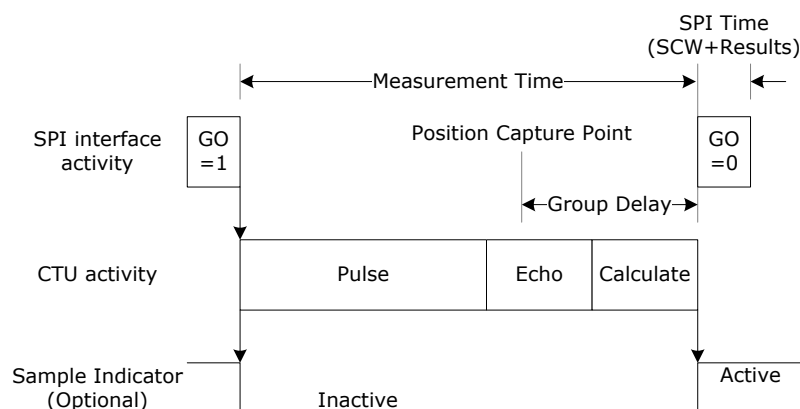 SPI Time
(SCW+Results)
Measurement Time
SPI interface
activity
GO
=1
Position Capture Point
GO
=0
Group Delay
CTU activity
Pulse
Echo
Calculate
Sample Indicator
(Optional)
Inactive
Active